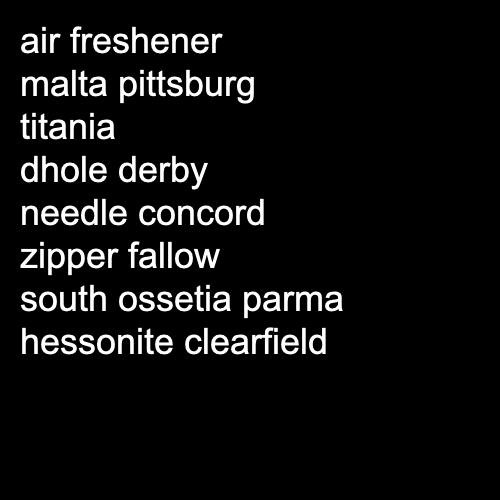 air freshener
malta pittsburg
titania
dhole derby
needle concord
zipper fallow
south ossetia parma
hessonite clearfield